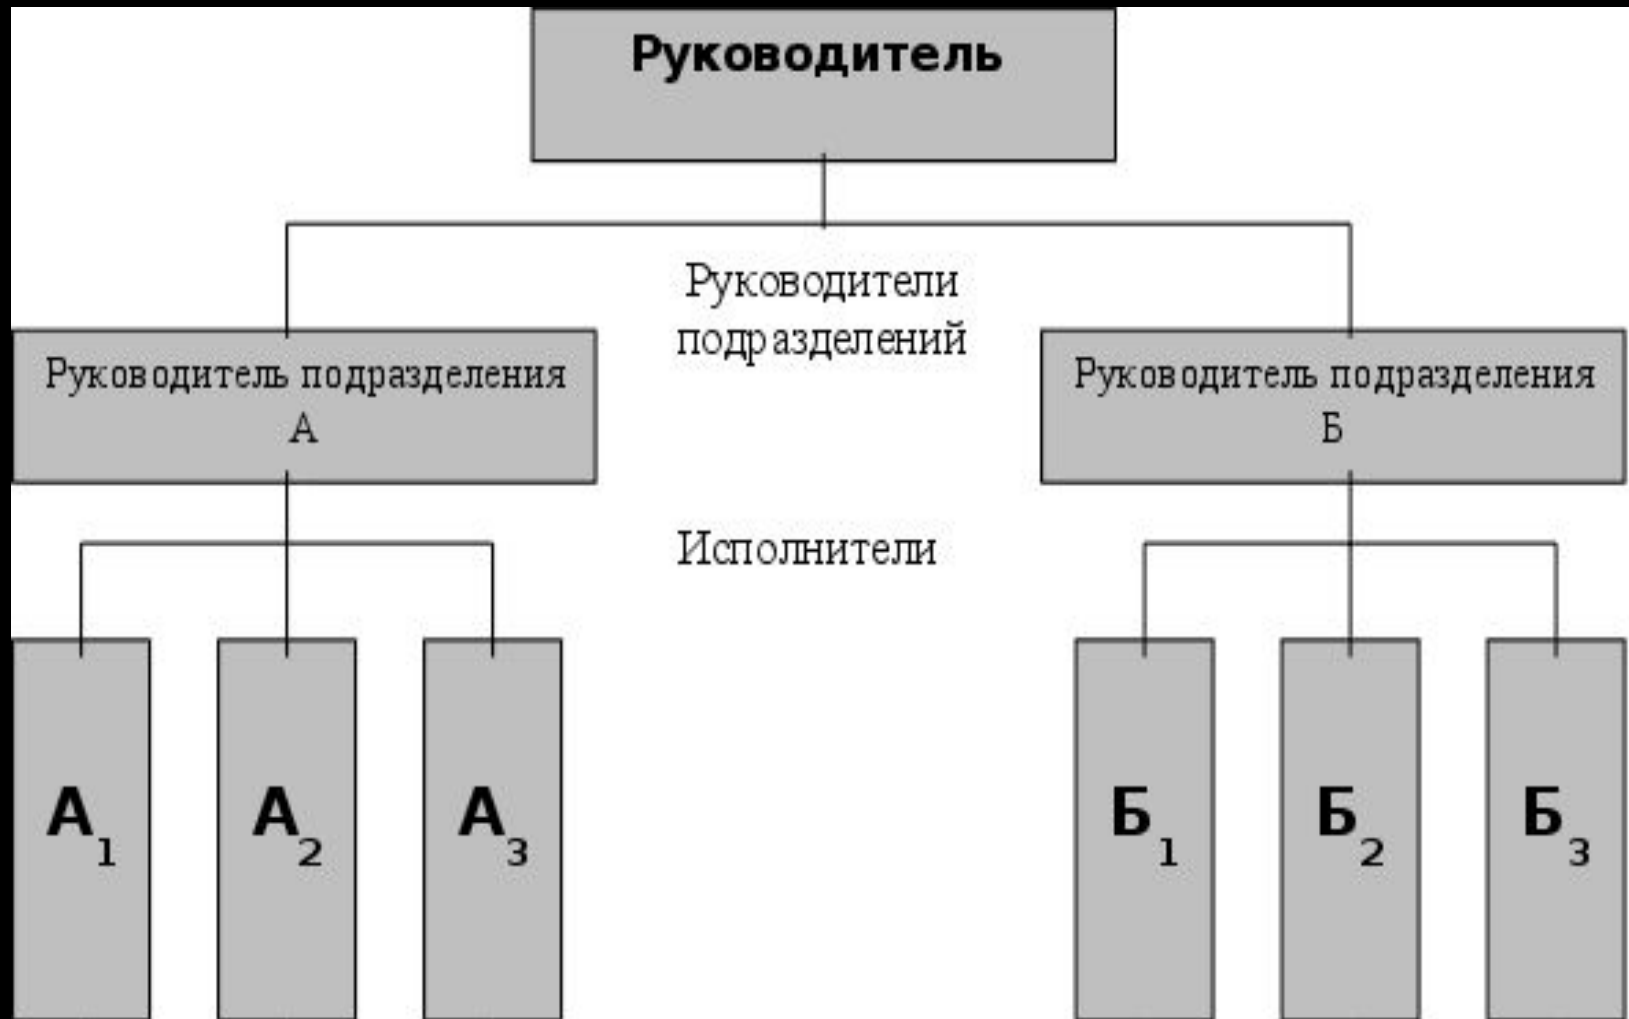 Руководитель
Руководители
подразделений
Руководитель подразделения
А
Руководитель подразделения
Б
Исполнители
А1 А2 А3 Б1 Б2 Б3